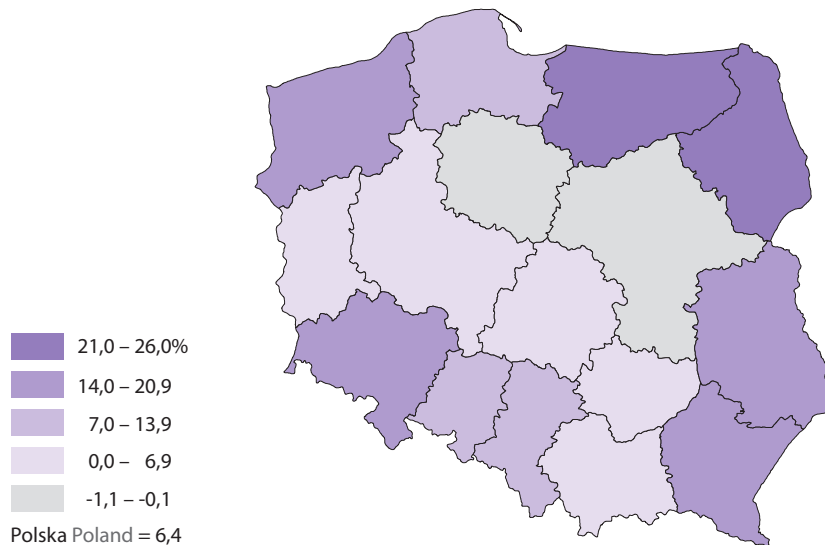 21,0 – 26,0%
14,0 – 20,9
7,0 – 13,9
0,0 – 6,9
-1,1 – -0,1
Polska Poland = 6,4